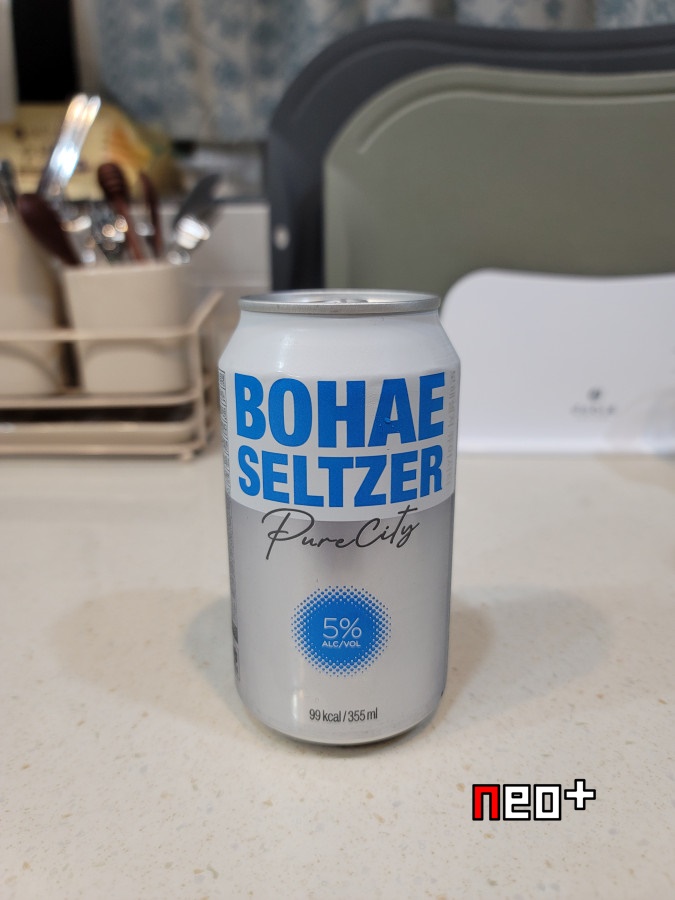 BOHAE
SELTZER
PureCity
5%
ALC/VOL
99 kcal / 355 ml
neo+